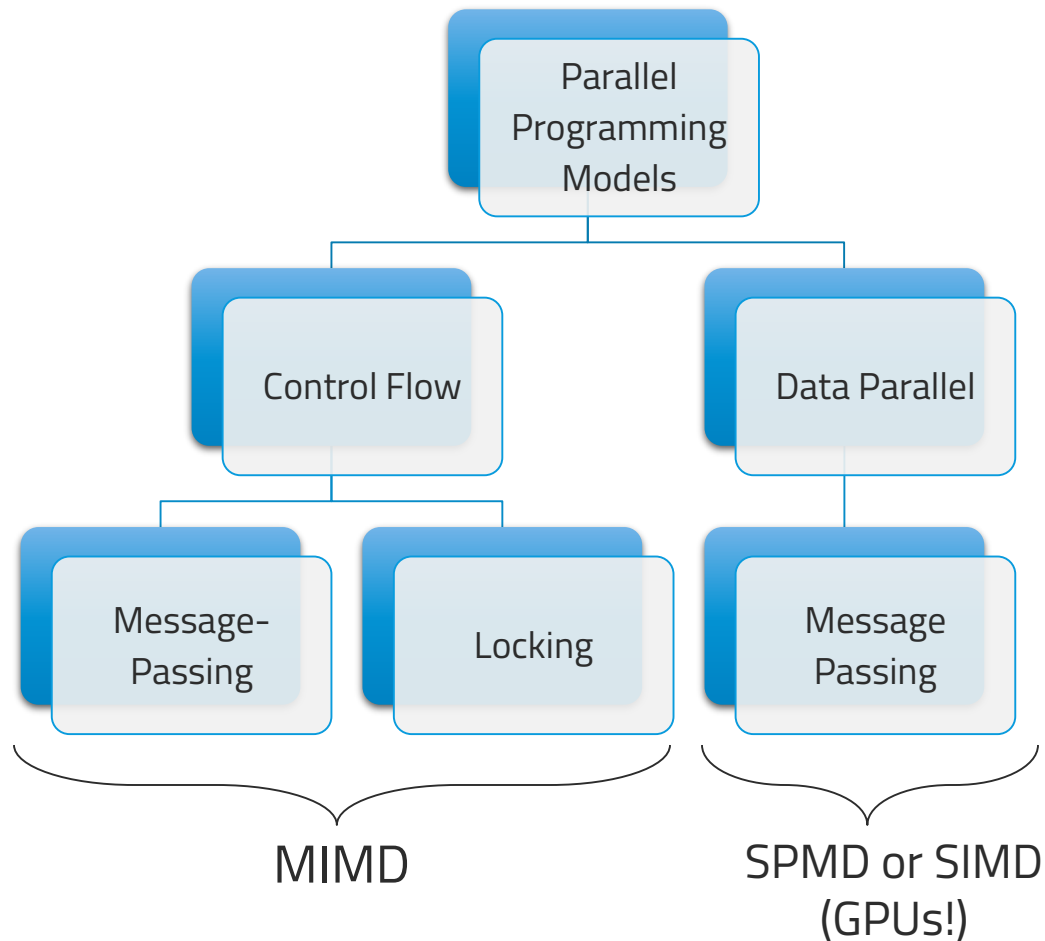 Parallel
Programming
Models
Control Flow
Data Parallel
Message-
Passing
Locking
Message
Passing
MIMD
SPMD or SIMD
(GPUs!)